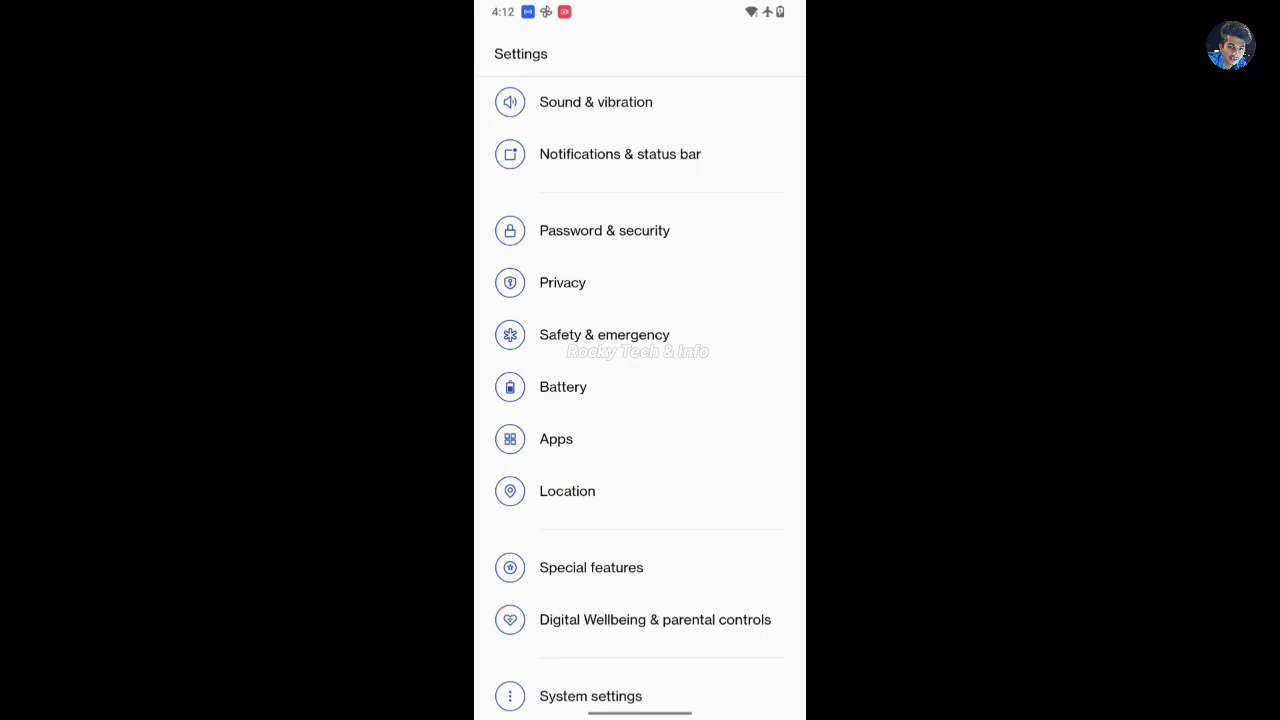 4:12
Settings
Sound & vibration
Notifications & status bar
Password & security
Privacy
Safety & emergency
Rocky Tech & Info
Battery
Apps
Location
Special features
Digital Wellbeing & parental controls
System settings